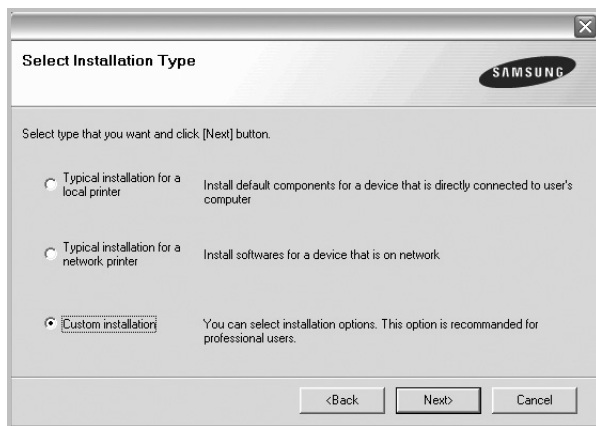 Select Installation Type
SAMSUNG
Select type that you want and click [Next] button.
Typical installation for a
local printer
Install default components for a device that is directly connected to user's
computer
Typical installation for a
network printer
Install softwares for a device that is on network
Custom installation
You can select installation options. This option is recommanded for
professional users.
<Back
Next>
Cancel